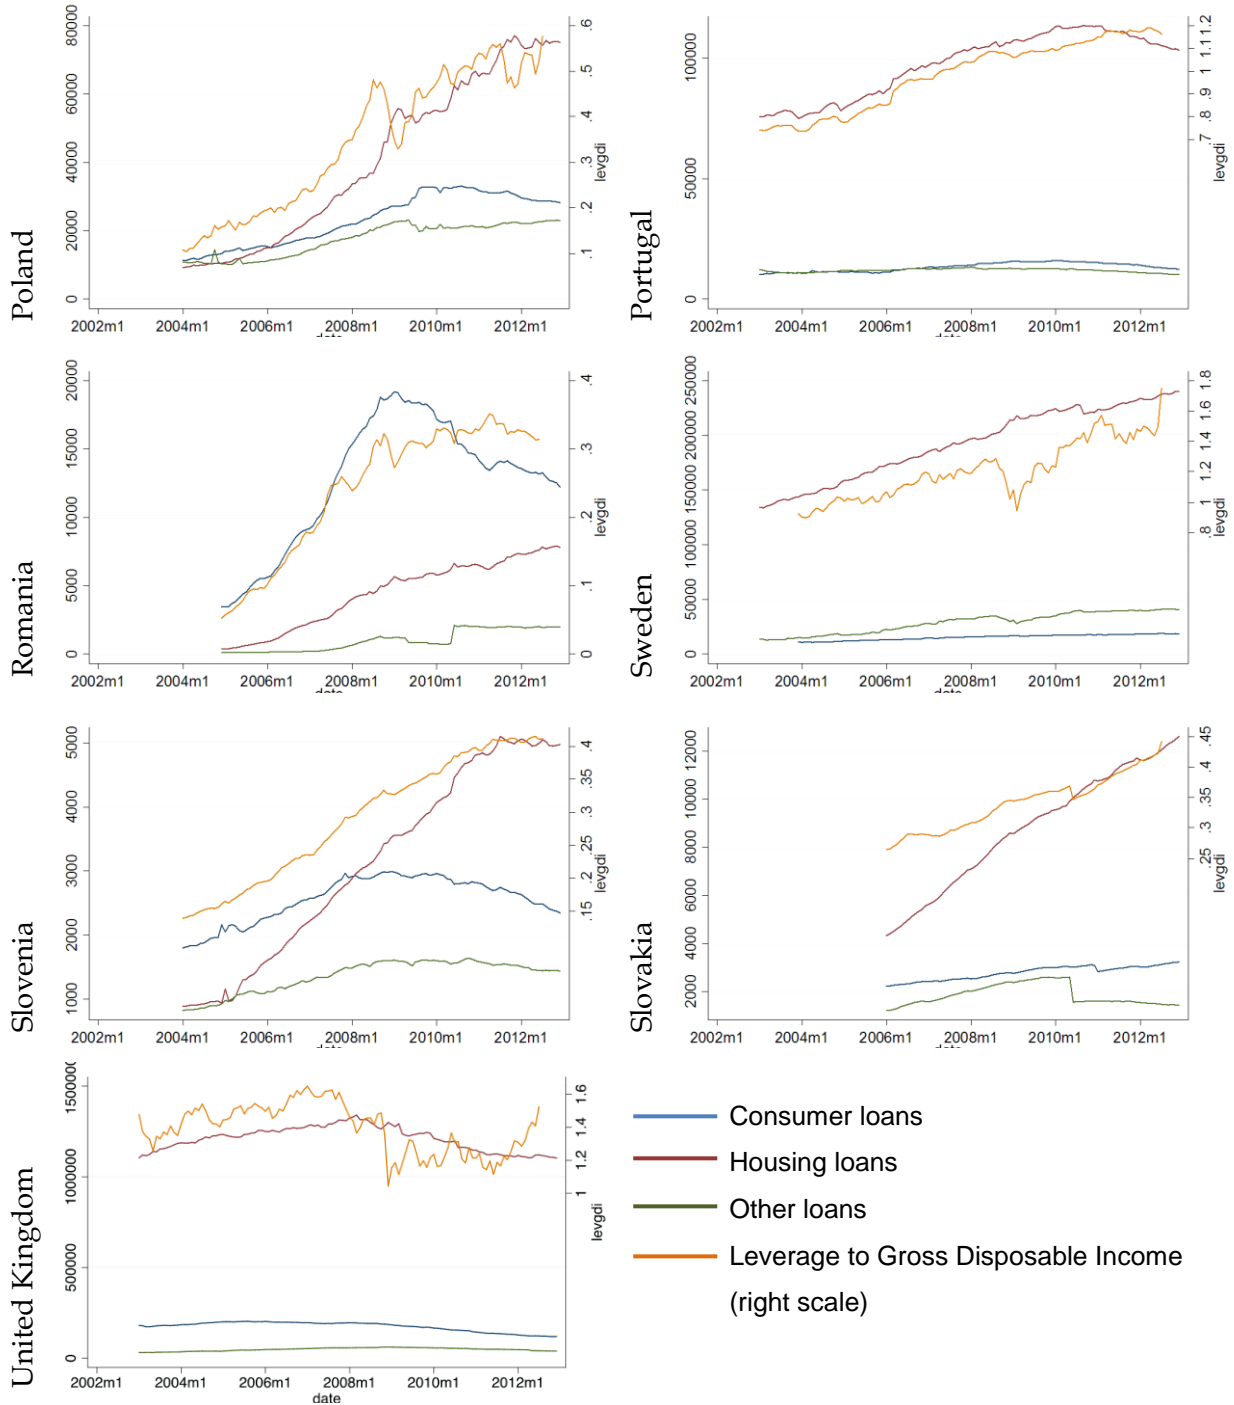 Poland
0 20000 40000 60000 80000
.1 .2 .3 .4 .5 .6
levgdi
2002m1 2004m1 2006m1 2008m1 2010m1 2012m1
date
Portugal
0 50000 100000
.7 .8 .9 1 1.1 1.2
levgdi
2002m1 2004m1 2006m1 2008m1 2010m1 2012m1
date
Romania
0 5000 10000 15000 20000
0 .1 .2 .3 .4
levgdi
2002m1 2004m1 2006m1 2008m1 2010m1 2012m1
date
Sweden
0 50000 100000 150000 200000 250000
.8 1 1.2 1.4 1.6 1.8
levgdi
2002m1 2004m1 2006m1 2008m1 2010m1 2012m1
date
Slovenia
1000 2000 3000 4000 5000
.15 .2 .25 .3 .35 .4
levgdi
2002m1 2004m1 2006m1 2008m1 2010m1 2012m1
date
Slovakia
2000 4000 6000 8000 10000 12000
.25 .3 .35 .4 .45
levgdi
2002m1 2004m1 2006m1 2008m1 2010m1 2012m1
date
United Kingdom
0 500000 1000000 1500000
1 1.2 1.4 1.6
levgdi
2002m1 2004m1 2006m1 2008m1 2010m1 2012m1
date
Consumer loans
Housing loans
Other loans
Leverage to Gross Disposable Income
(right scale)